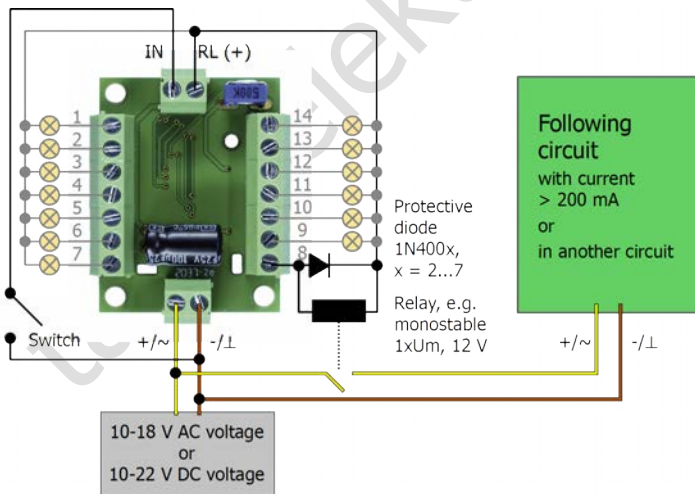 IN RL (+)
1
2
3
4
5
6
7
14
13
12
11
10
9
8
500K
25V 100µF
Protective
diode
1N400x,
x = 2...7
Relay, e.g.
monostable
1xUm, 12 V
Following
circuit
with current
> 200 mA
or
in another circuit
Switch
+/~ -/⊥
+/~ -/⊥
10-18 V AC voltage
or
10-22 V DC voltage